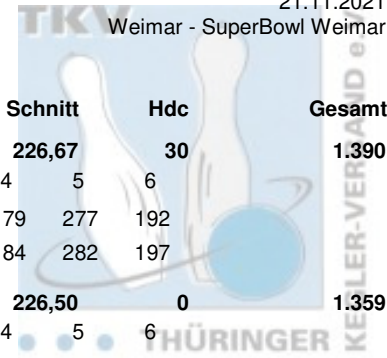 21.11.2021
TKV
Weimar - SuperBowl Weimar
Schnitt Hdc Gesamt
226,67 30 1.390
4 5 6
79 277 192
84 282 197
226,50 0 1.359
4 5 6
THÜRINGER
KEGLER-VERBAND e.V.